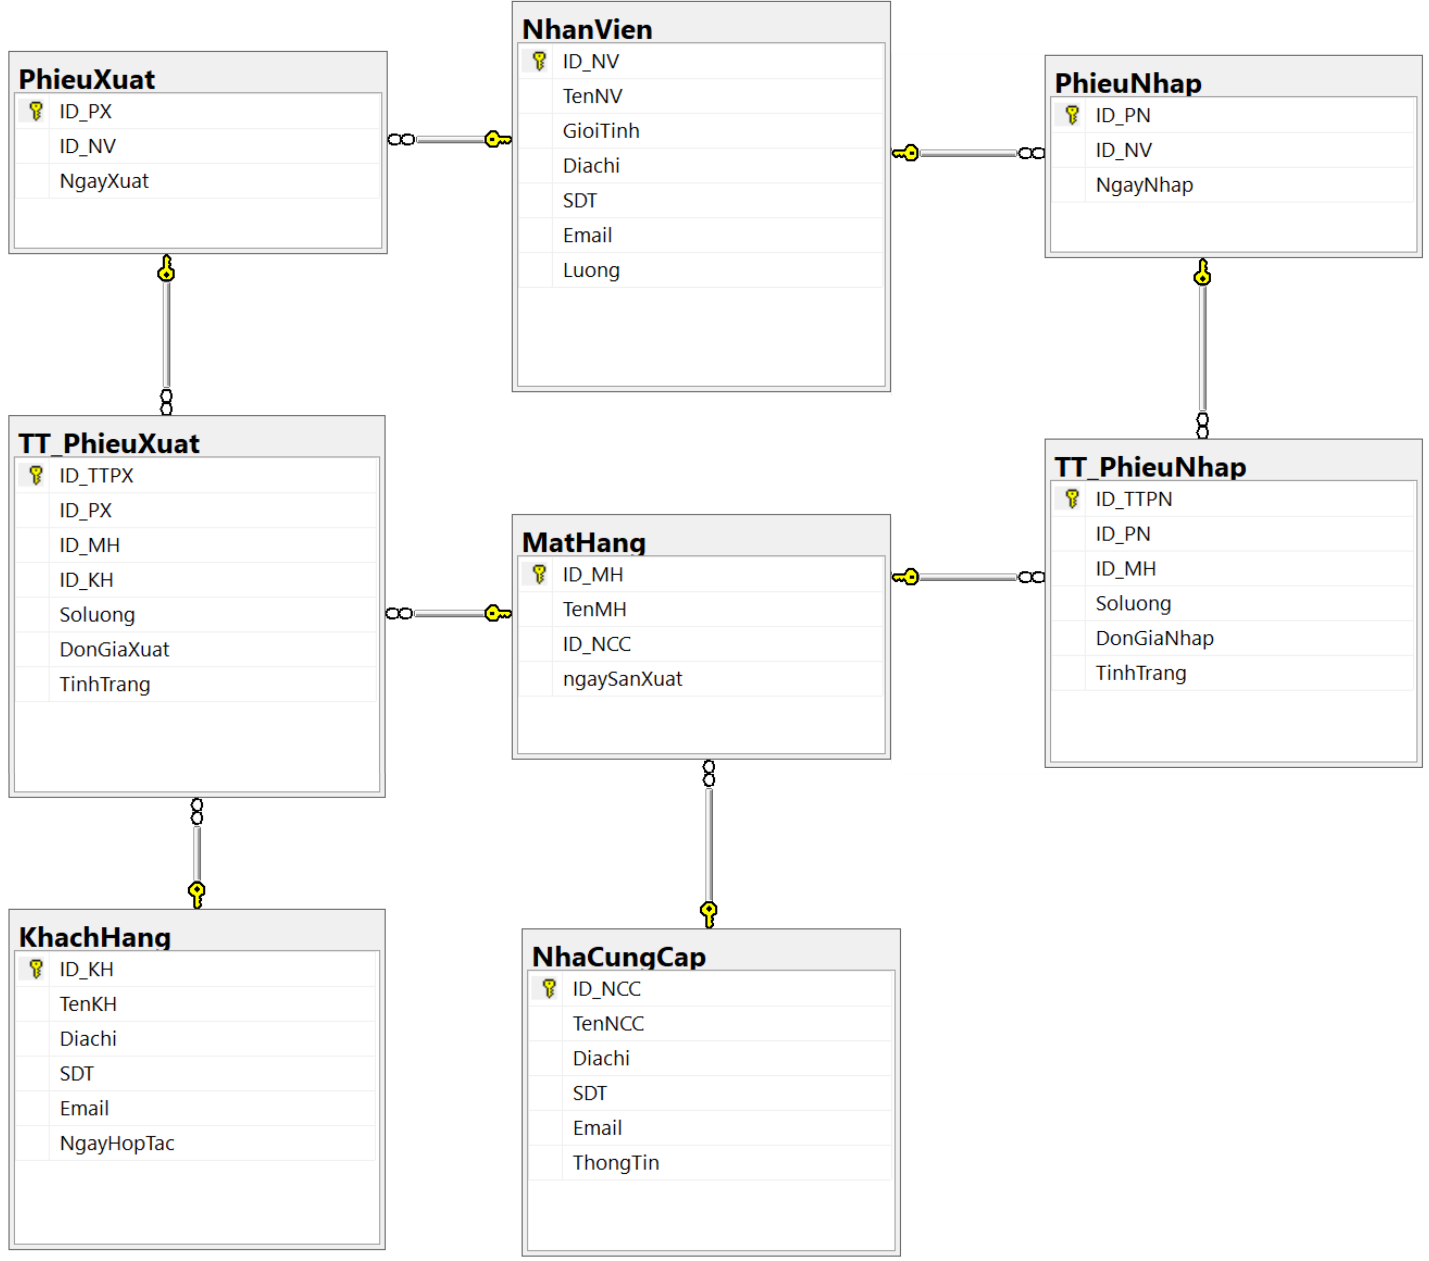 NhanVien
ID_NV
TenNV
GioiTinh
Diachi
SDT
Email
Luong
PhieuXuat
ID_PX
ID_NV
NgayXuat
PhieuNhap
ID_PN
ID_NV
NgayNhap
TT_PhieuXuat
ID_TTPX
ID_PX
ID_MH
ID_KH
Soluong
DonGiaXuat
TinhTrang
MatHang
ID_MH
TenMH
ID_NCC
ngaySanXuat
TT_PhieuNhap
ID_TTPN
ID_PN
ID_MH
Soluong
DonGiaNhap
TinhTrang
KhachHang
ID_KH
TenKH
Diachi
SDT
Email
NgayHopTac
NhaCungCap
ID_NCC
TenNCC
Diachi
SDT
Email
ThongTin